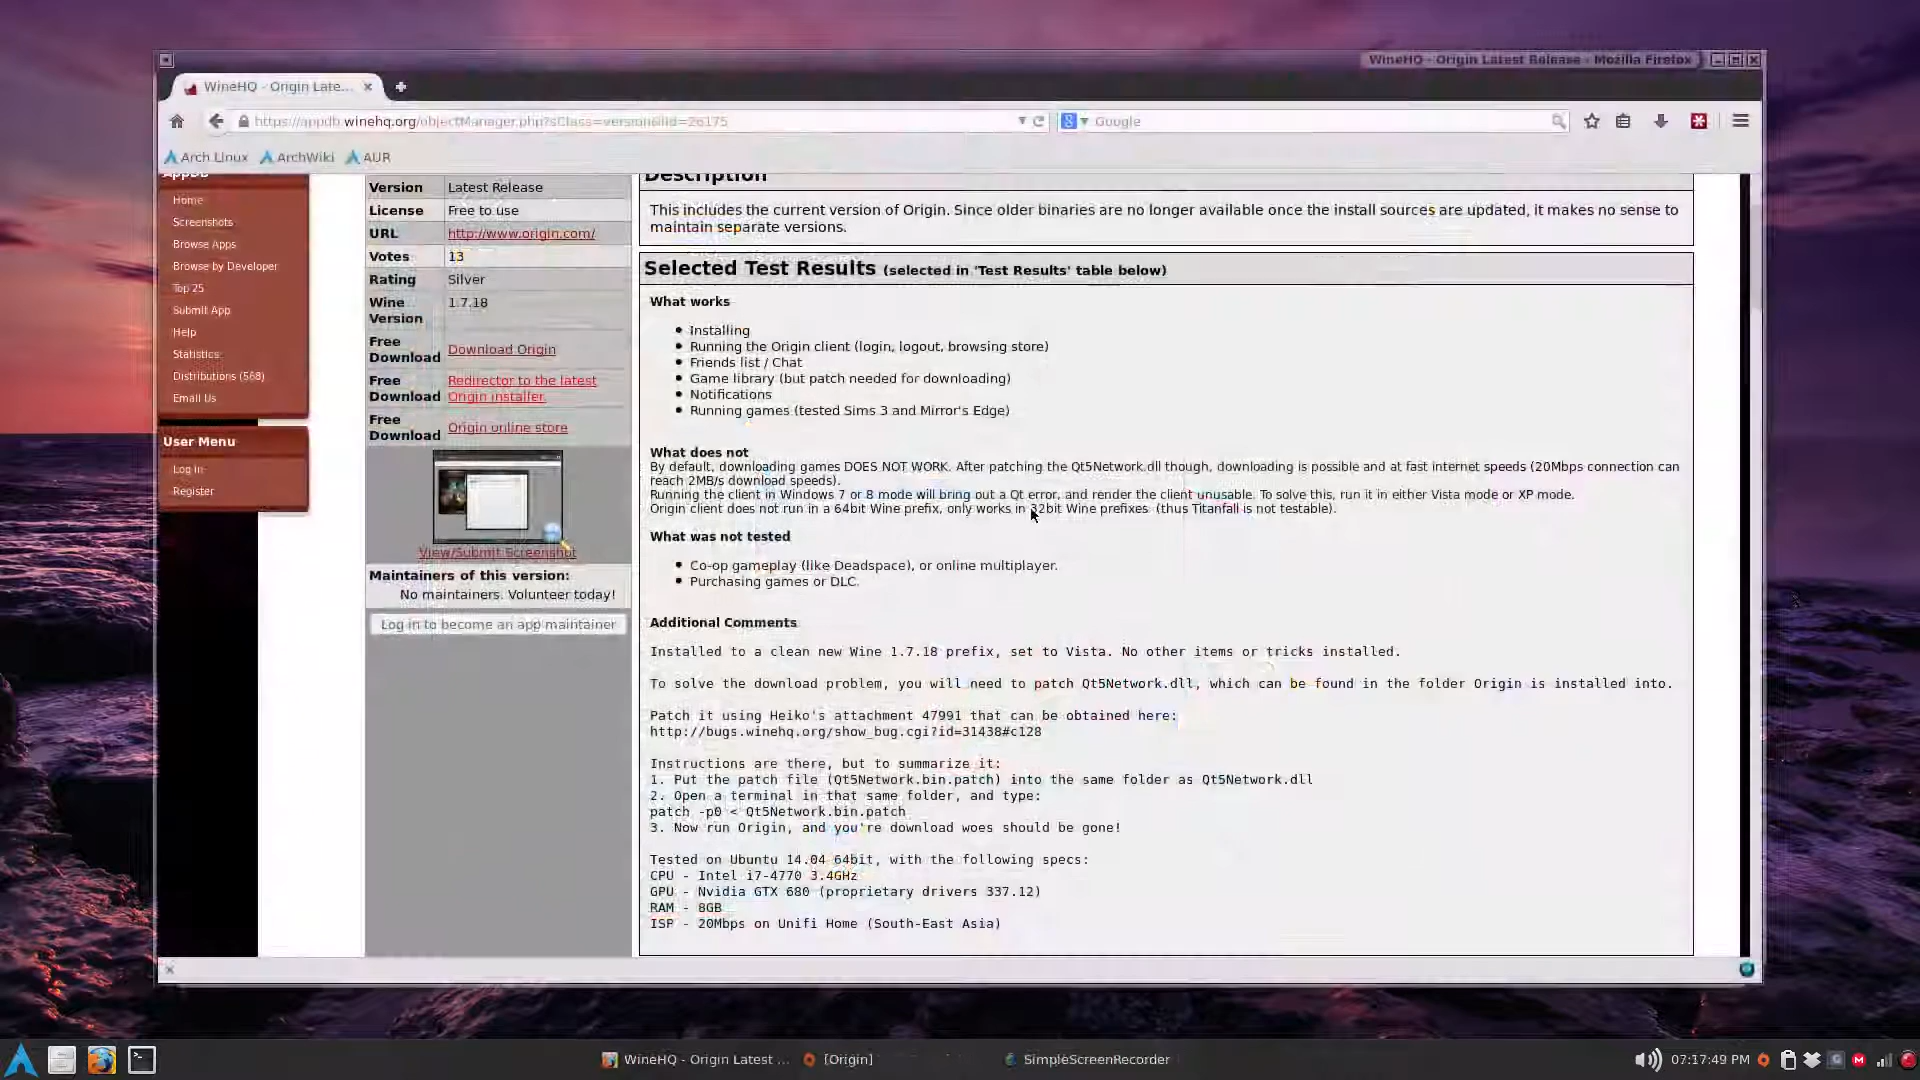 WineHQ - Origin Latest Release - Mozilla Firefox
WineHQ - Origin Late...
https://appdb.winehq.org/objectManager.php?sClass=version&iId=26175
Google
Arch Linux
ArchWiki
AUR
AppDB
Home
Screenshots
Browse Apps
Browse by Developer
Top 25
Submit App
Help
Statistics
Distributions (568)
Email Us
User Menu
Log in
Register
Version Latest Release
License Free to use
URL http://www.origin.com/
Votes 13
Rating Silver
Wine Version 1.7.18
Free Download Download Origin
Free Download Redirector to the latest Origin installer.
Free Download Origin online store
View/Submit Screenshot
Maintainers of this version:
No maintainers. Volunteer today!
Log in to become an app maintainer
Description
This includes the current version of Origin. Since older binaries are no longer available once the install sources are updated, it makes no sense to
maintain separate versions.
Selected Test Results (selected in 'Test Results' table below)
What works
Installing
Running the Origin client (login, logout, browsing store)
Friends list / Chat
Game library (but patch needed for downloading)
Notifications
Running games (tested Sims 3 and Mirror's Edge)
What does not
By default, downloading games DOES NOT WORK. After patching the Qt5Network.dll though, downloading is possible and at fast internet speeds (20Mbps connection can
reach 2MB/s download speeds).
Running the client in Windows 7 or 8 mode will bring out a Qt error, and render the client unusable. To solve this, run it in either Vista mode or XP mode.
Origin client does not run in a 64bit Wine prefix, only works in 32bit Wine prefixes (thus Titanfall is not testable).
What was not tested
Co-op gameplay (like Deadspace), or online multiplayer.
Purchasing games or DLC.
Additional Comments
Installed to a clean new Wine 1.7.18 prefix, set to Vista. No other items or tricks installed.
To solve the download problem, you will need to patch Qt5Network.dll, which can be found in the folder Origin is installed into.
Patch it using Heiko's attachment 47991 that can be obtained here:
http://bugs.winehq.org/show_bug.cgi?id=31438#c128
Instructions are there, but to summarize it:
1. Put the patch file (Qt5Network.bin.patch) into the same folder as Qt5Network.dll
2. Open a terminal in that same folder, and type:
patch -p0 < Qt5Network.bin.patch
3. Now run Origin, and you're download woes should be gone!
Tested on Ubuntu 14.04 64bit, with the following specs:
CPU - Intel i7-4770 3.4GHz
GPU - Nvidia GTX 680 (proprietary drivers 337.12)
RAM - 8GB
ISP - 20Mbps on Unifi Home (South-East Asia)
WineHQ - Origin Latest ...
[Origin]
SimpleScreenRecorder
07:17:49 PM